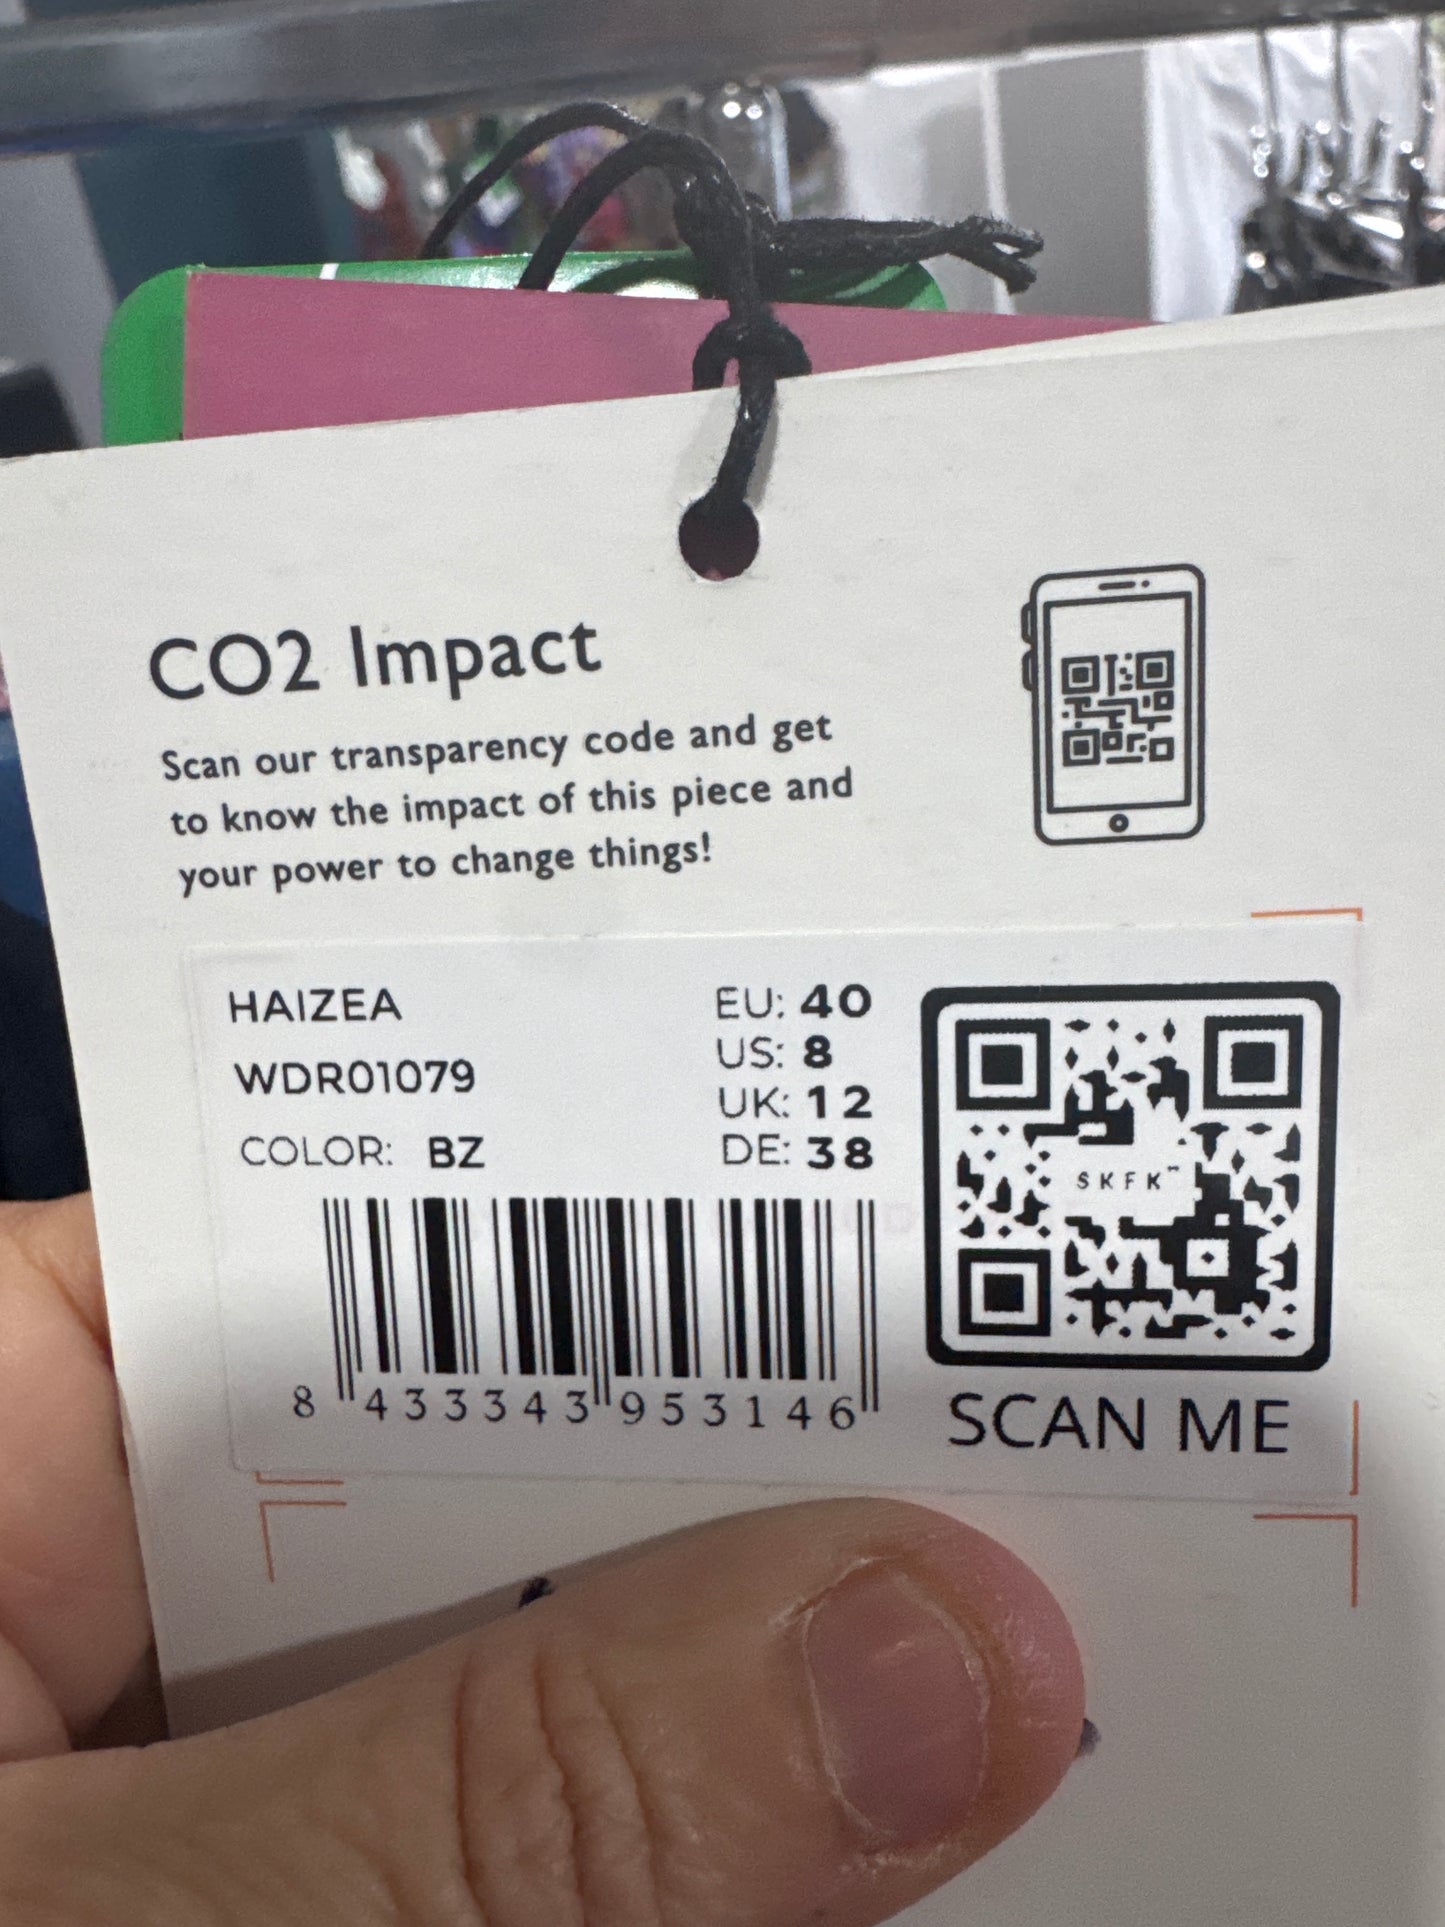 CO2 Impact
Scan our transparency code and get
to know the impact of this piece and
your power to change things!
HAIZEA
WDR01079
COLOR: BZ
EU: 40
US: 8
UK: 12
DE: 38
8 433343 953146
SKFK™
SCAN ME